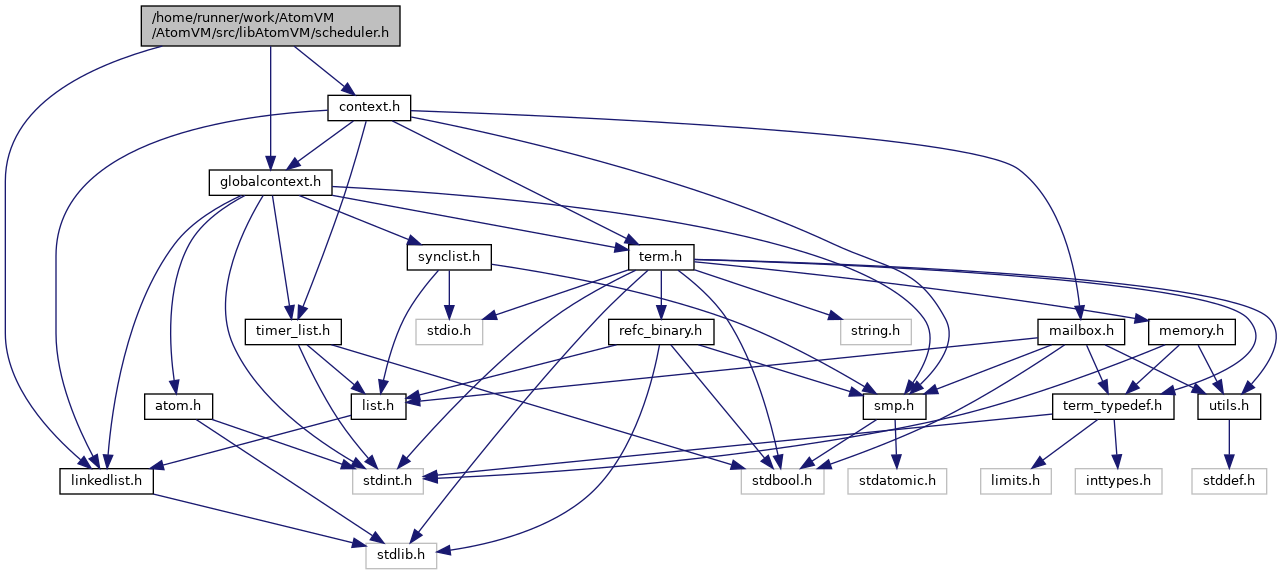 /home/runner/work/AtomVM
/AtomVM/src/libAtomVM/scheduler.h
context.h
globalcontext.h
synclist.h
term.h
timer_list.h
stdio.h
refc_binary.h
string.h
mailbox.h
memory.h
atom.h
list.h
smp.h
term_typedef.h
utils.h
linkedlist.h
stdint.h
stdbool.h
stdatomic.h
limits.h
inttypes.h
stddef.h
stdlib.h